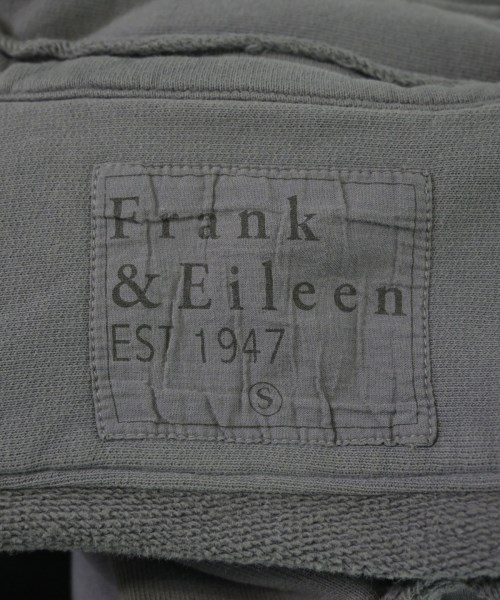 Frank
& Eileen
EST 1947
S